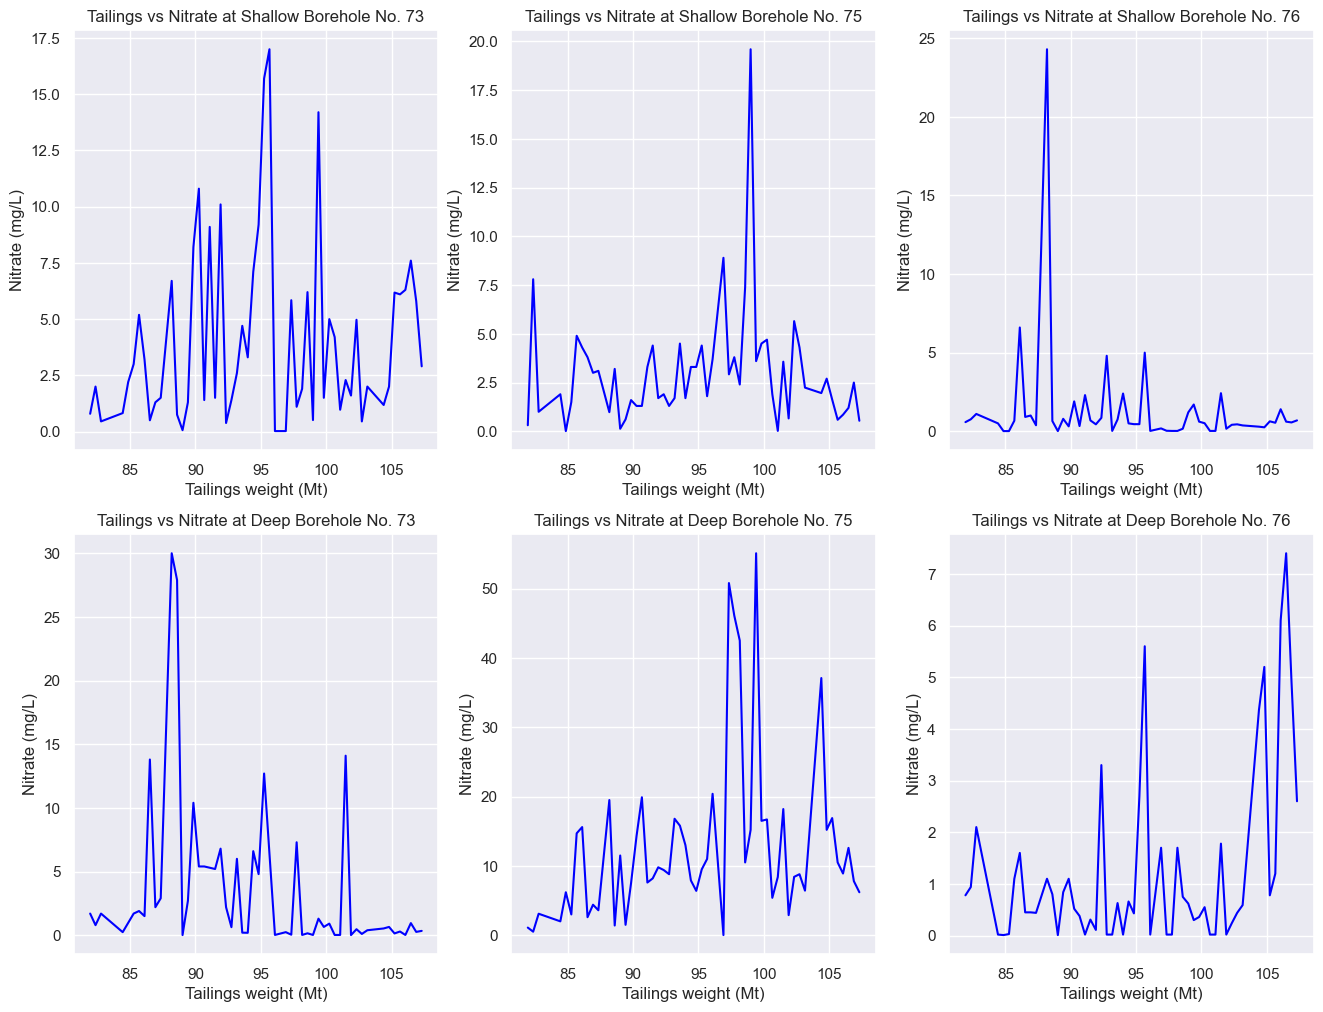 Tailings vs Nitrate at Shallow Borehole No. 73
17.5
15.0
12.5
10.0
7.5
5.0
2.5
0.0
Nitrate (mg/L)
85 90 95 100 105
Tailings weight (Mt)
Tailings vs Nitrate at Shallow Borehole No. 75
20.0
17.5
15.0
12.5
10.0
7.5
5.0
2.5
0.0
Nitrate (mg/L)
85 90 95 100 105
Tailings weight (Mt)
Tailings vs Nitrate at Shallow Borehole No. 76
25
20
15
10
5
0
Nitrate (mg/L)
85 90 95 100 105
Tailings weight (Mt)
Tailings vs Nitrate at Deep Borehole No. 73
30
25
20
15
10
5
0
Nitrate (mg/L)
85 90 95 100 105
Tailings weight (Mt)
Tailings vs Nitrate at Deep Borehole No. 75
50
40
30
20
10
0
Nitrate (mg/L)
85 90 95 100 105
Tailings weight (Mt)
Tailings vs Nitrate at Deep Borehole No. 76
7
6
5
4
3
2
1
0
Nitrate (mg/L)
85 90 95 100 105
Tailings weight (Mt)